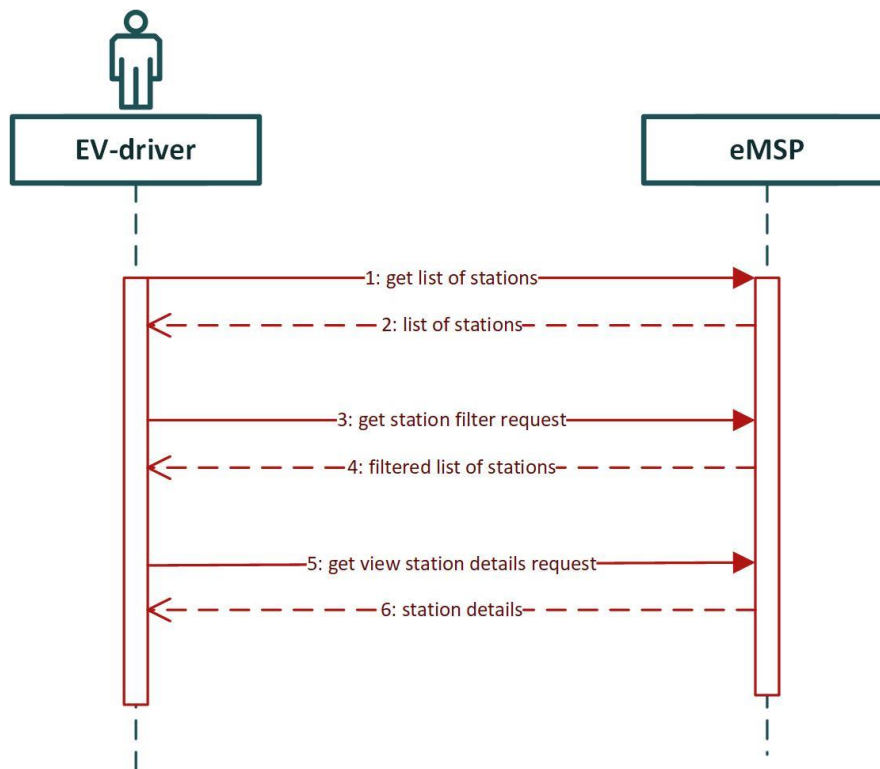 EV-driver
eMSP
1: get list of stations
2: list of stations
3: get station filter request
4: filtered list of stations
5: get view station details request
6: station details